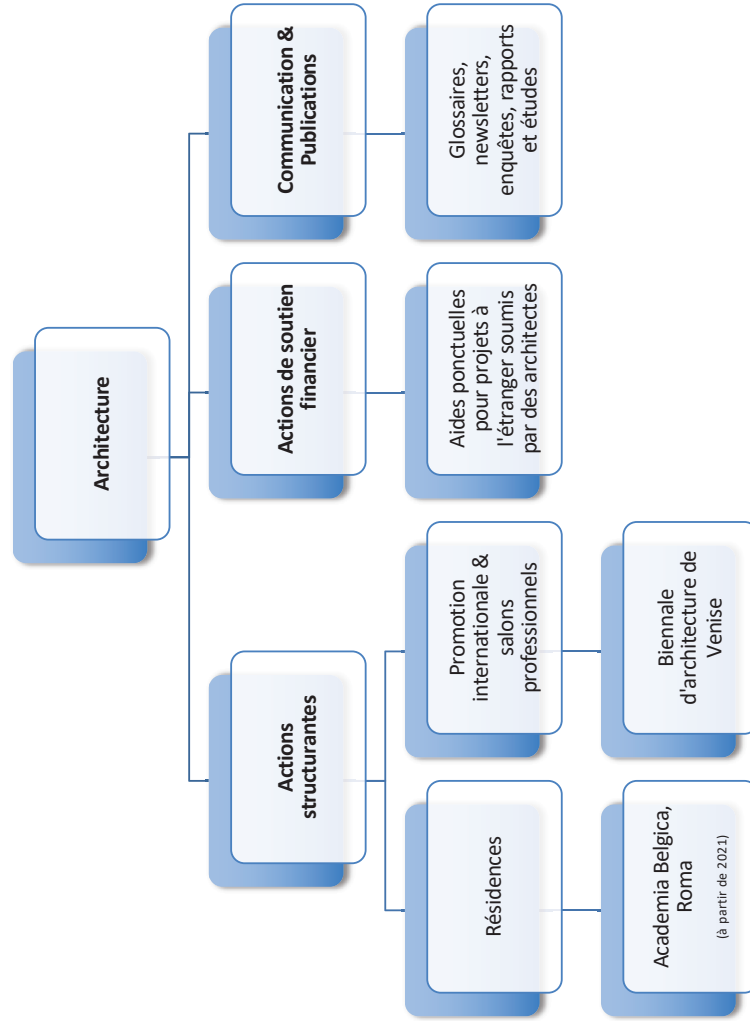 Architecture
Actions
structurantes
Actions de soutien
financier
Communication &
Publications
Résidences
Promotion
internationale &
salons
professionnels
Aides ponctuelles
pour projets à
l'étranger soumis
par des architectes
Glossaires,
newsletters,
enquêtes, rapports
et études
Academia Belgica,
Roma
(à partir de 2021)
Biennale
d'architecture de
Venise